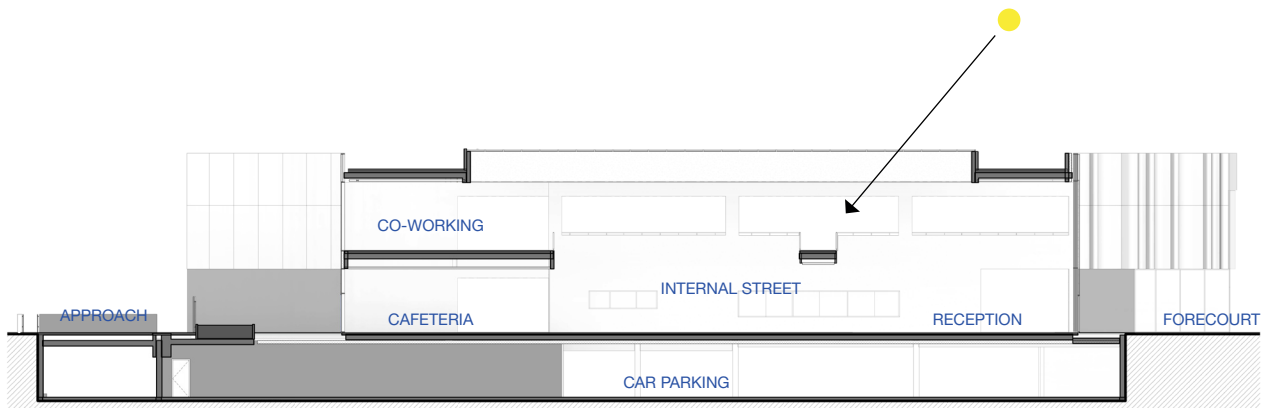 CO-WORKING
INTERNAL STREET
APPROACH
CAFETERIA
RECEPTION
FORECOURT
CAR PARKING